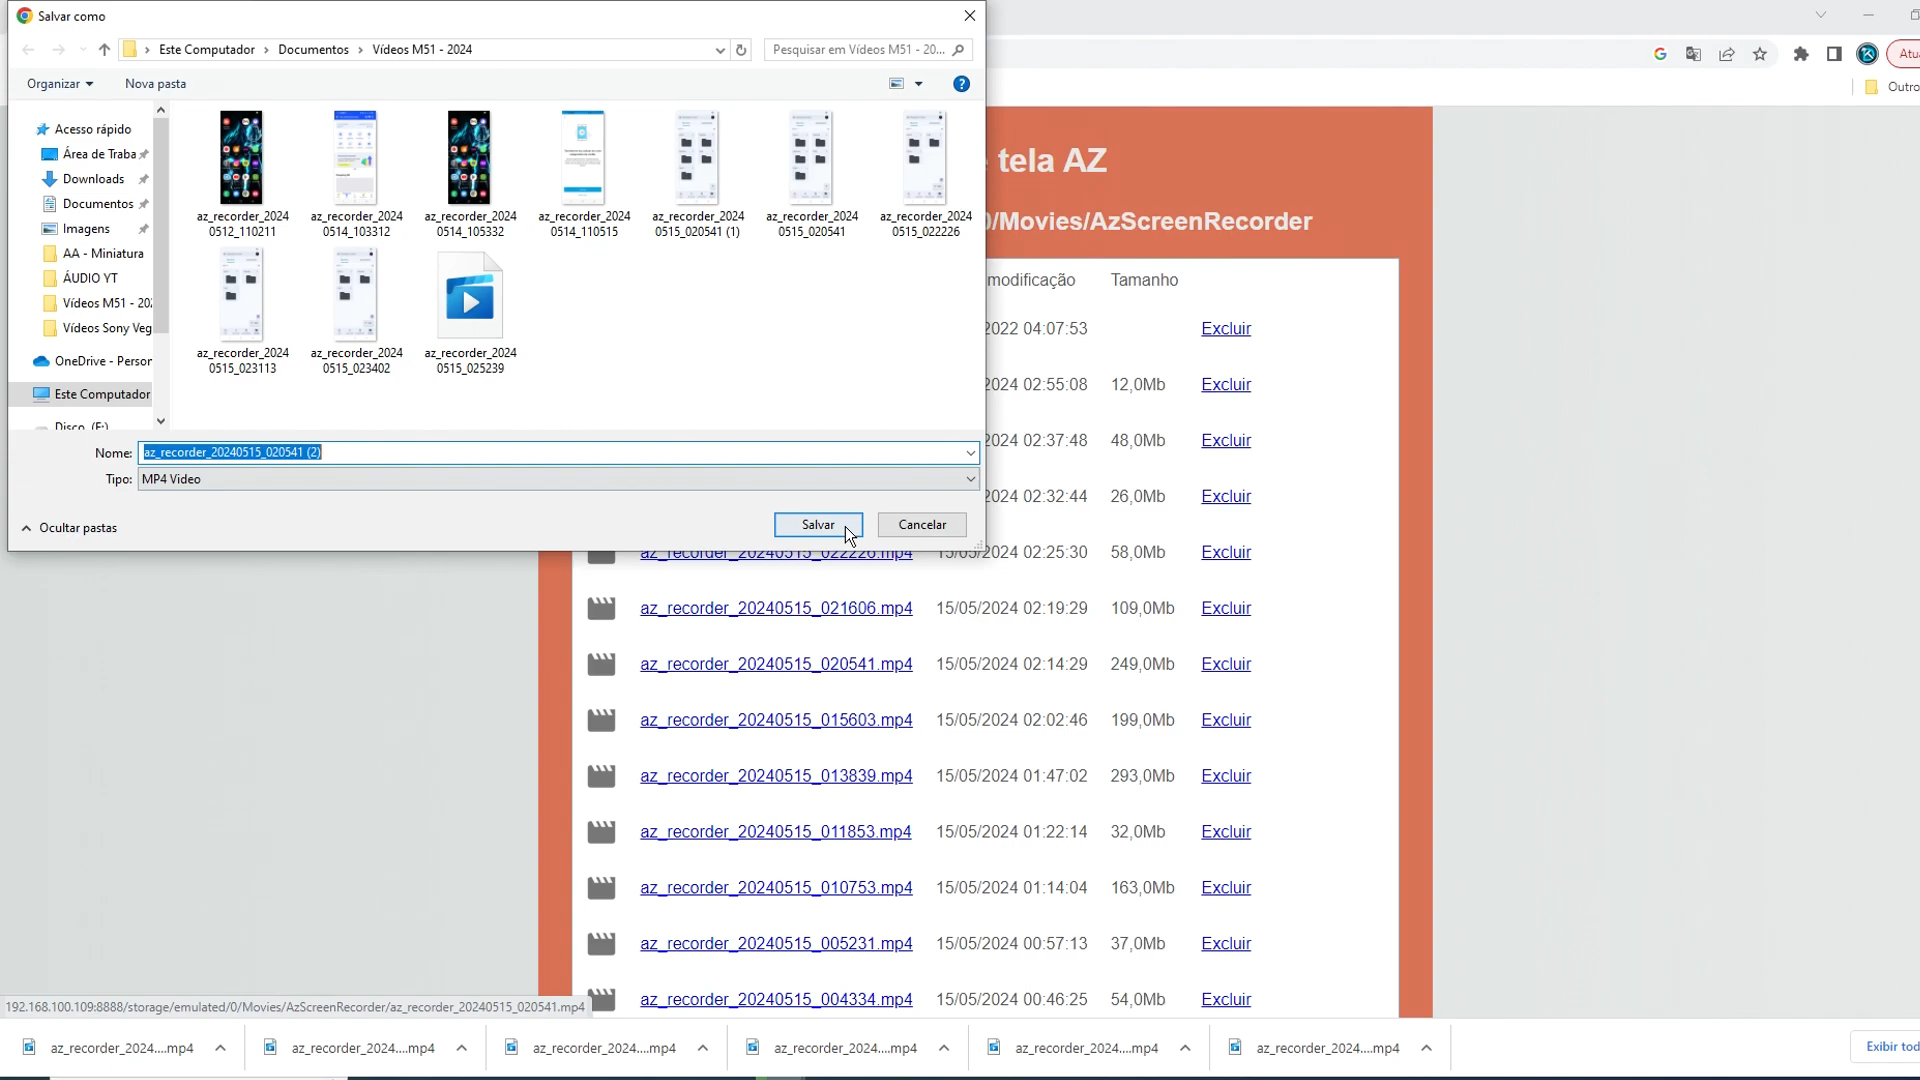 Salvar como
Este Computador > Documentos > Vídeos M51 - 2024
Pesquisar em Vídeos M51 - 20...
Organizar
Nova pasta
Acesso rápido
Área de Traba
Downloads
Documentos
Imagens
AA - Miniatura
ÁUDIO YT
Vídeos M51 - 202
Vídeos Sony Veg
OneDrive - Person
Este Computador
Disco (F:)
az_recorder_2024
0512_110211
az_recorder_2024
0514_103312
az_recorder_2024
0514_105332
az_recorder_2024
0514_110515
az_recorder_2024
0515_020541 (1)
az_recorder_2024
0515_020541
az_recorder_2024
0515_022226
az_recorder_2024
0515_023113
az_recorder_2024
0515_023402
az_recorder_2024
0515_025239
Nome: az_recorder_20240515_020541 (2)
Tipo: MP4 Video
Ocultar pastas
Salvar
Cancelar
Atu
Outro
tela AZ
0/Movies/AzScreenRecorder
modificação Tamanho
2022 04:07:53 Excluir
2024 02:55:08 12,0Mb Excluir
2024 02:37:48 48,0Mb Excluir
2024 02:32:44 26,0Mb Excluir
az_recorder_20240515_022226.mp4 15/05/2024 02:25:30 58,0Mb Excluir
az_recorder_20240515_021606.mp4 15/05/2024 02:19:29 109,0Mb Excluir
az_recorder_20240515_020541.mp4 15/05/2024 02:14:29 249,0Mb Excluir
az_recorder_20240515_015603.mp4 15/05/2024 02:02:46 199,0Mb Excluir
az_recorder_20240515_013839.mp4 15/05/2024 01:47:02 293,0Mb Excluir
az_recorder_20240515_011853.mp4 15/05/2024 01:22:14 32,0Mb Excluir
az_recorder_20240515_010753.mp4 15/05/2024 01:14:04 163,0Mb Excluir
az_recorder_20240515_005231.mp4 15/05/2024 00:57:13 37,0Mb Excluir
az_recorder_20240515_004334.mp4 15/05/2024 00:46:25 54,0Mb Excluir
192.168.100.109:8888/storage/emulated/0/Movies/AzScreenRecorder/az_recorder_20240515_020541.mp4
az_recorder_2024....mp4
az_recorder_2024....mp4
az_recorder_2024....mp4
az_recorder_2024....mp4
az_recorder_2024....mp4
az_recorder_2024....mp4
Exibir tod